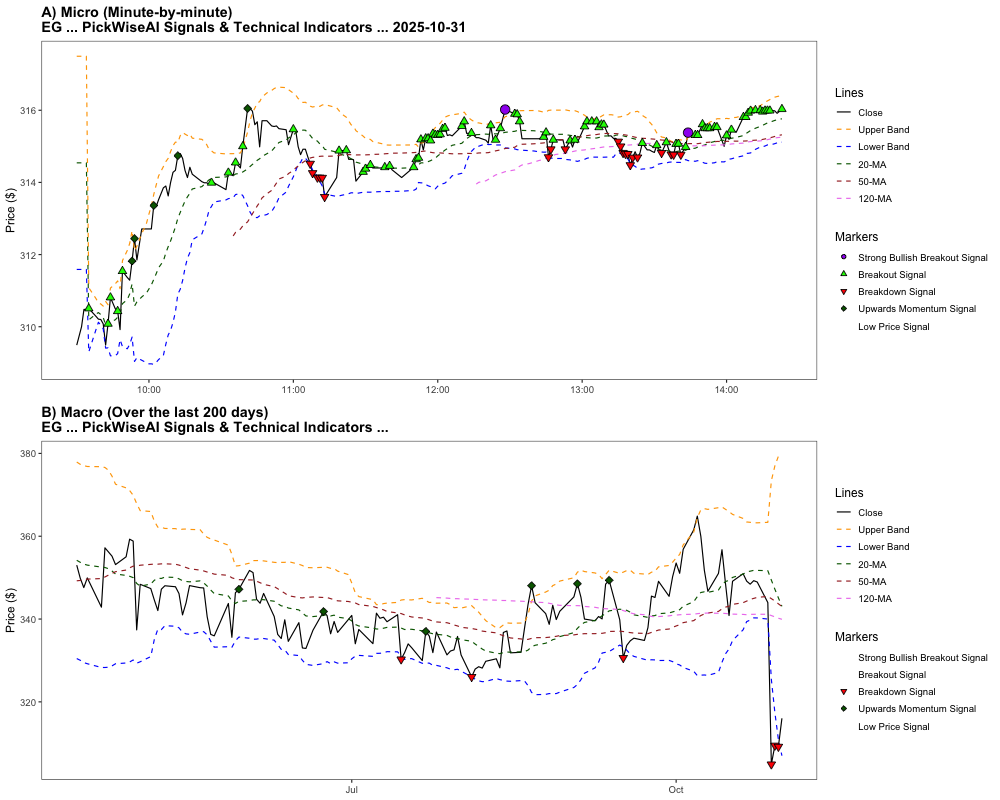 A) Micro (Minute-by-minute)
EG ... PickWiseAI Signals & Technical Indicators ... 2025-10-31
Price ($)
316
314
312
310
10:00
11:00
12:00
13:00
14:00
Lines
Close
Upper Band
Lower Band
20-MA
50-MA
120-MA
Markers
Strong Bullish Breakout Signal
Breakout Signal
Breakdown Signal
Upwards Momentum Signal
Low Price Signal
B) Macro (Over the last 200 days)
EG ... PickWiseAI Signals & Technical Indicators ...
Price ($)
380
360
340
320
Jul
Oct
Lines
Close
Upper Band
Lower Band
20-MA
50-MA
120-MA
Markers
Strong Bullish Breakout Signal
Breakout Signal
Breakdown Signal
Upwards Momentum Signal
Low Price Signal